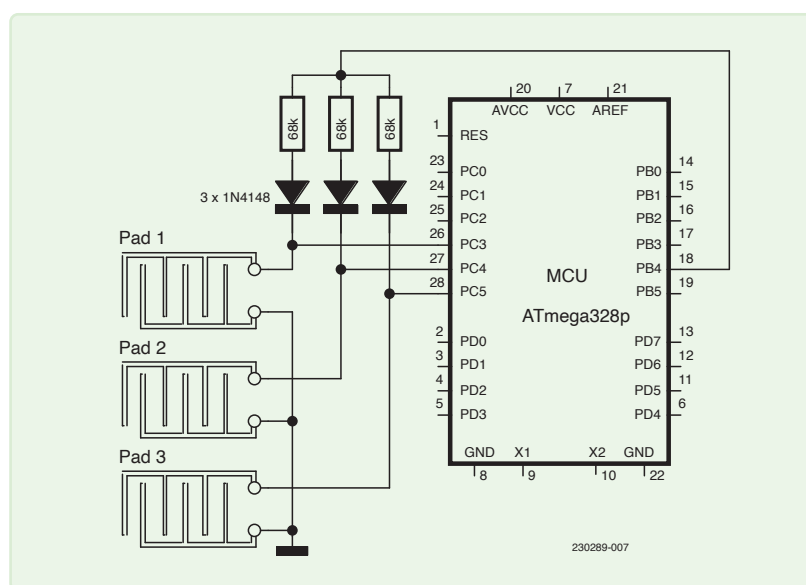 20
7
21
AVCC
VCC
AREF
68k
68k
68k
1
RES
3 x 1N4148
23
PC0
PB0
14
24
PC1
PB1
15
25
PC2
PB2
16
Pad 1
26
PC3
PB3
17
27
PC4
PB4
18
28
PC5
PB5
19
MCU
ATmega328p
Pad 2
2
PD0
PD7
13
3
PD1
PD6
12
4
PD2
PD5
11
5
PD3
PD4
6
Pad 3
GND
X1
X2
GND
8
9
10
22
230289-007